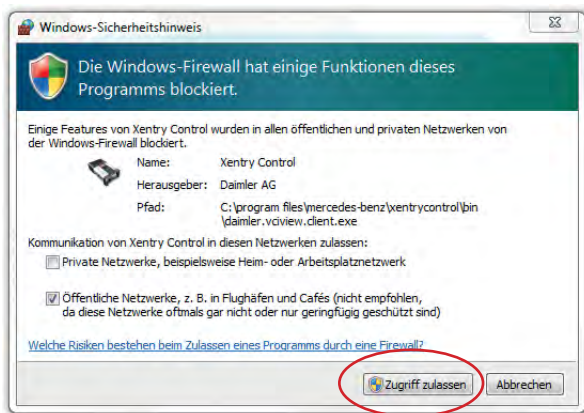 Windows-Sicherheitshinweis
Die Windows-Firewall hat einige Funktionen dieses
Programms blockiert.
Einige Features von Xentry Control wurden in allen öffentlichen und privaten Netzwerken von
der Windows-Firewall blockiert.
Name: Xentry Control
Herausgeber: Daimler AG
Pfad: C:\program files\mercedes-benz\xentrycontrol\bin
\daimler.vciview.client.exe
Kommunikation von Xentry Control in diesen Netzwerken zulassen:
Private Netzwerke, beispielsweise Heim- oder Arbeitsplatznetzwerk
Öffentliche Netzwerke, z. B. in Flughäfen und Cafés (nicht empfohlen,
da diese Netzwerke oftmals gar nicht oder nur geringfügig geschützt sind)
Welche Risiken bestehen beim Zulassen eines Programms durch eine Firewall?
Zugriff zulassen Abbrechen